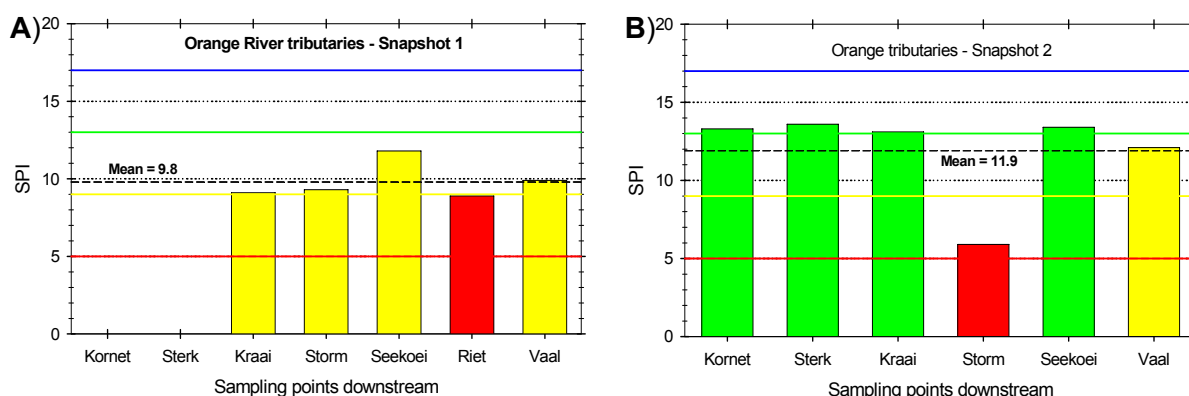 A)
Orange River tributaries - Snapshot 1
SPI
20
15
10
5
0
Mean = 9.8
Kornet Sterk Kraai Storm Seekoei Riet Vaal
Sampling points downstream
B)
Orange tributaries - Snapshot 2
SPI
20
15
10
5
0
Mean = 11.9
Kornet Sterk Kraai Storm Seekoei Vaal
Sampling points downstream